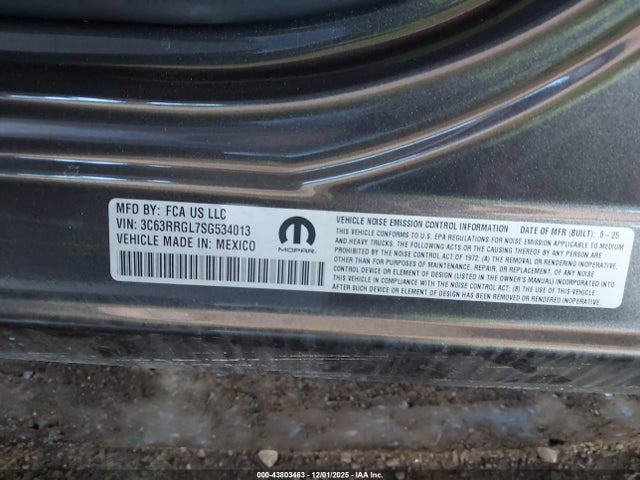 MFD BY: FCA US LLC
VIN: 3C63RRGL7SG534013
VEHICLE MADE IN: MEXICO
MOPAR
VEHICLE NOISE EMISSION CONTROL INFORMATION DATE OF MFR (BUILT): 5-25
THIS VEHICLE CONFORMS TO U.S. EPA REGULATIONS FOR NOISE EMISSION APPLICABLE TO MEDIUM
AND HEAVY TRUCKS. THE FOLLOWING ACTS OR THE CAUSING THEREOF BY ANY PERSON
ARE PROHIBITED BY THE NOISE CONTROL ACT OF 1972: (A) THE REMOVAL OR RENDERING INOPERATIVE,
OTHER THAN FOR PURPOSES OF MAINTENANCE, REPAIR, OR REPLACEMENT, OF ANY NOISE
CONTROL DEVICE OR ELEMENT OF DESIGN (LISTED IN THE OWNER'S MANUAL) INCORPORATED INTO
THIS VEHICLE IN COMPLIANCE WITH THE NOISE CONTROL ACT; (B) THE USE OF THIS VEHICLE
AFTER SUCH DEVICE OR ELEMENT OF DESIGN HAS BEEN REMOVED OR RENDERED INOPERATIVE.
00-43803463 - 12/01/2025 - IAA Inc.